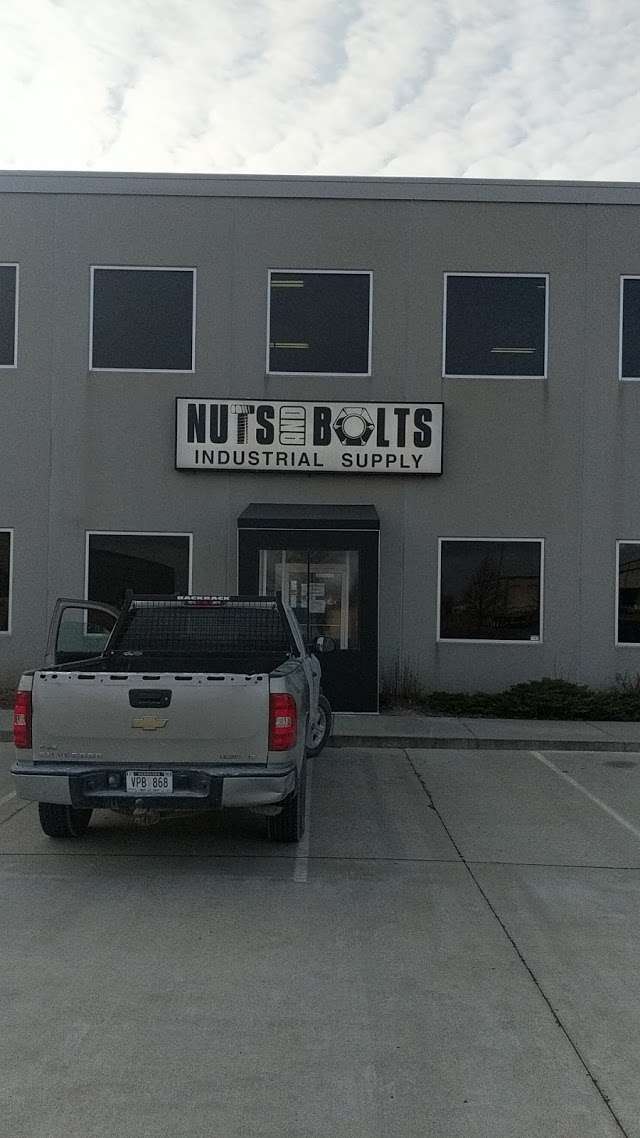 NUTS AND BOLTS
INDUSTRIAL SUPPLY
BACKRACK
VPB 868